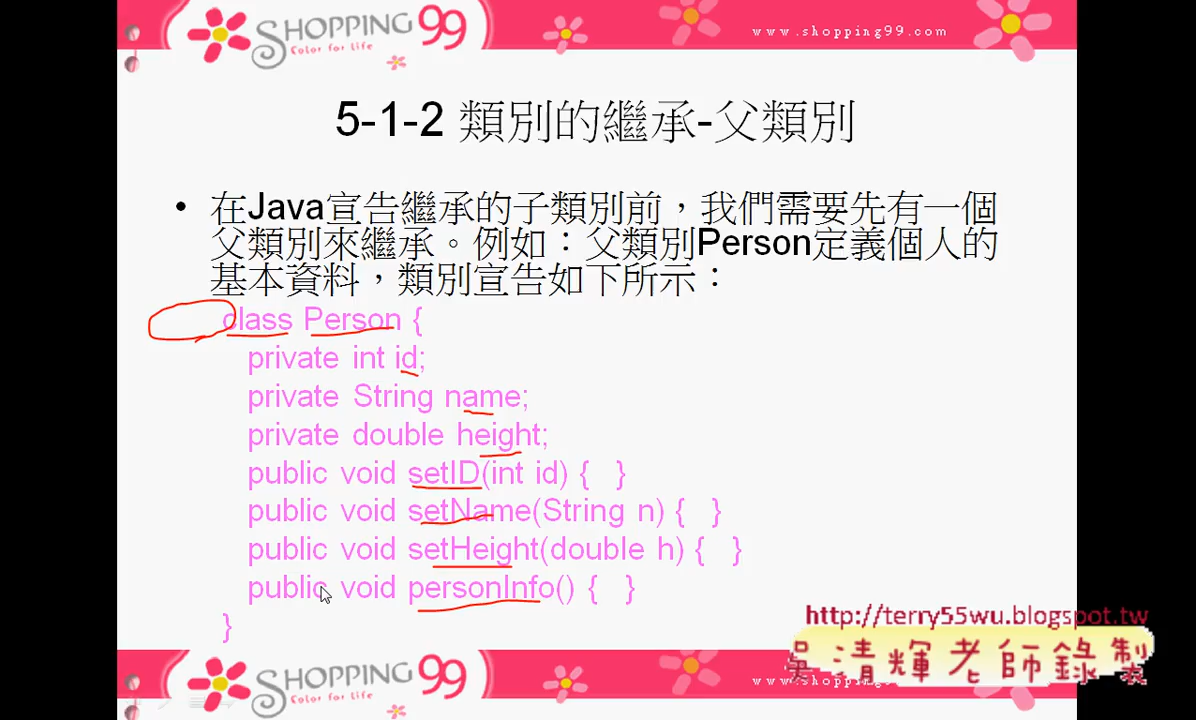 SHOPPING 99
Color for Life
www.shopping99.com
5-1-2 類別的繼承-父類別
• 在Java宣告繼承的子類別前，我們需要先有一個
父類別來繼承。例如：父類別Person定義個人的
基本資料，類別宣告如下所示：
class Person {
private int id;
private String name;
private double height;
public void setID(int id) { }
public void setName(String n) { }
public void setHeight(double h) { }
public void personInfo() { }
}
http://terry55wu.blogspot.tw
吳清輝老師錄製
SHOPPING 99
Color for Life